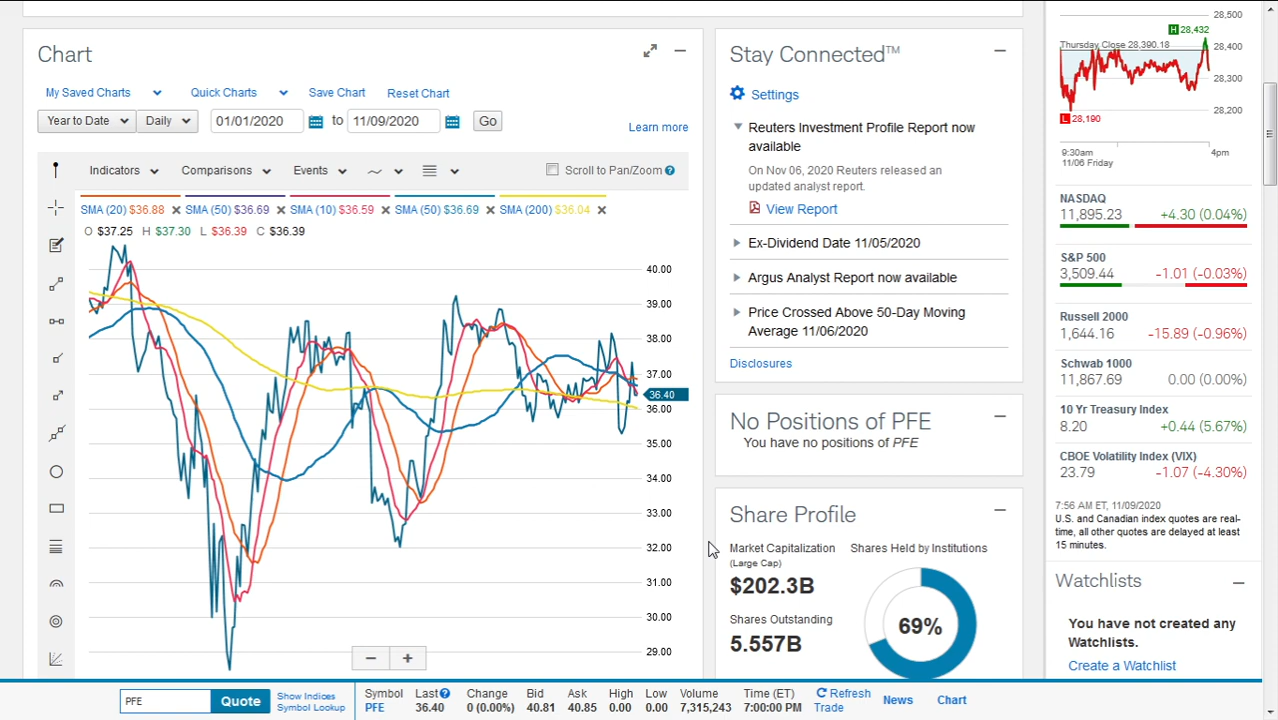 Chart
My Saved Charts
Quick Charts
Save Chart
Reset Chart
Year to Date
Daily
01/01/2020
to
11/09/2020
Go
Learn more
Indicators
Comparisons
Events
Scroll to Pan/Zoom
SMA (20) $36.88
SMA (50) $36.69
SMA (10) $36.59
SMA (50) $36.69
SMA (200) $36.04
O $37.25 H $37.30 L $36.39 C $36.39
40.00
39.00
38.00
37.00
36.40
36.00
35.00
34.00
33.00
32.00
31.00
30.00
29.00
Stay Connected™
Settings
Reuters Investment Profile Report now
available
On Nov 06, 2020 Reuters released an
updated analyst report.
View Report
Ex-Dividend Date 11/05/2020
Argus Analyst Report now available
Price Crossed Above 50-Day Moving
Average 11/06/2020
Disclosures
No Positions of PFE
You have no positions of PFE
Share Profile
Market Capitalization
(Large Cap)
$202.3B
Shares Outstanding
5.557B
Shares Held by Institutions
69%
28,500
H 28,432
Thursday Close 28,390.18
28,400
28,300
28,200
L 28,190
9:30am
11/06 Friday
4pm
NASDAQ
11,895.23 +4.30 (0.04%)
S&P 500
3,509.44 -1.01 (-0.03%)
Russell 2000
1,644.16 -15.89 (-0.96%)
Schwab 1000
11,867.69 0.00 (0.00%)
10 Yr Treasury Index
8.20 +0.44 (5.67%)
CBOE Volatility Index (VIX)
23.79 -1.07 (-4.30%)
7:56 AM ET, 11/09/2020
U.S. and Canadian index quotes are real-
time, all other quotes are delayed at least
15 minutes.
Watchlists
You have not created any
Watchlists.
Create a Watchlist
PFE
Quote
Show Indices
Symbol Lookup
Symbol Last Change Bid Ask High Low Volume Time (ET)
PFE 36.40 0 (0.00%) 40.81 40.85 0.00 0.00 7,315,243 7:00:00 PM
Refresh
Trade
News
Chart